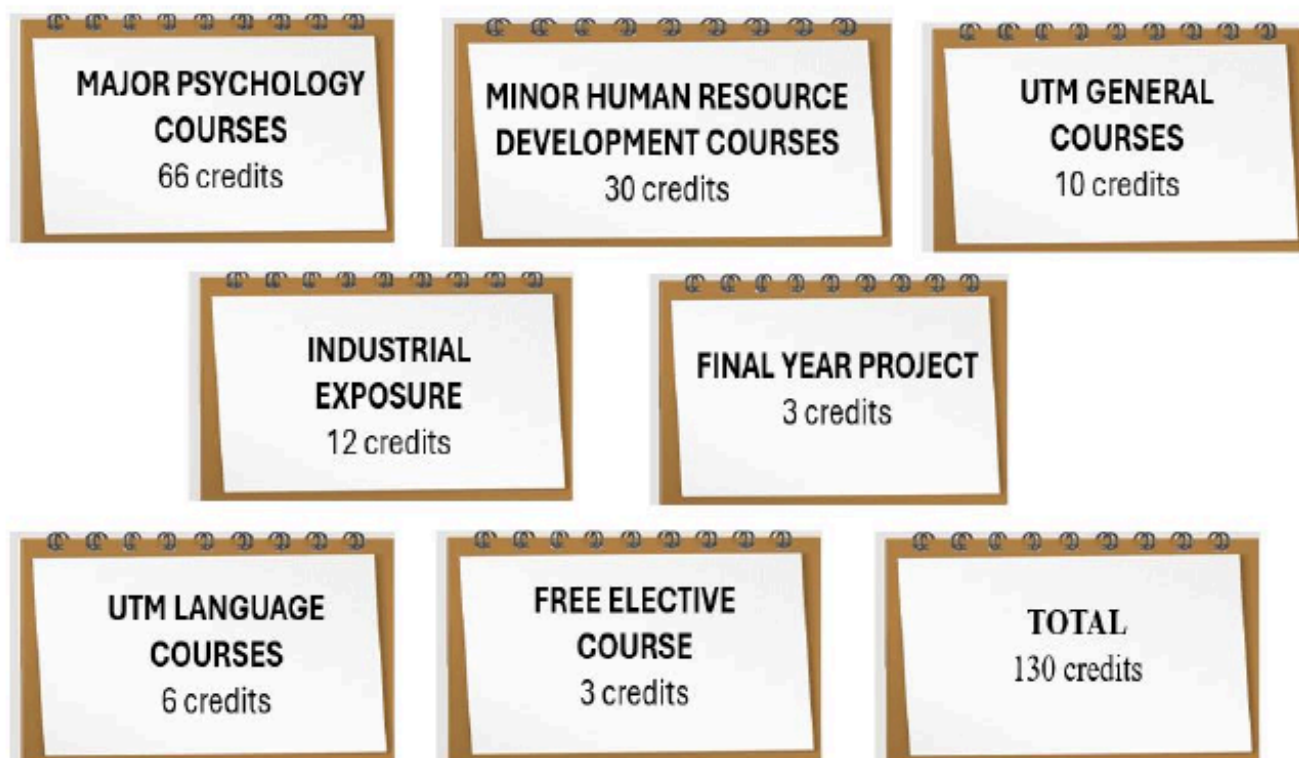 MAJOR PSYCHOLOGY
COURSES
66 credits
MINOR HUMAN RESOURCE
DEVELOPMENT COURSES
30 credits
UTM GENERAL
COURSES
10 credits
INDUSTRIAL
EXPOSURE
12 credits
FINAL YEAR PROJECT
3 credits
UTM LANGUAGE
COURSES
6 credits
FREE ELECTIVE
COURSE
3 credits
TOTAL
130 credits